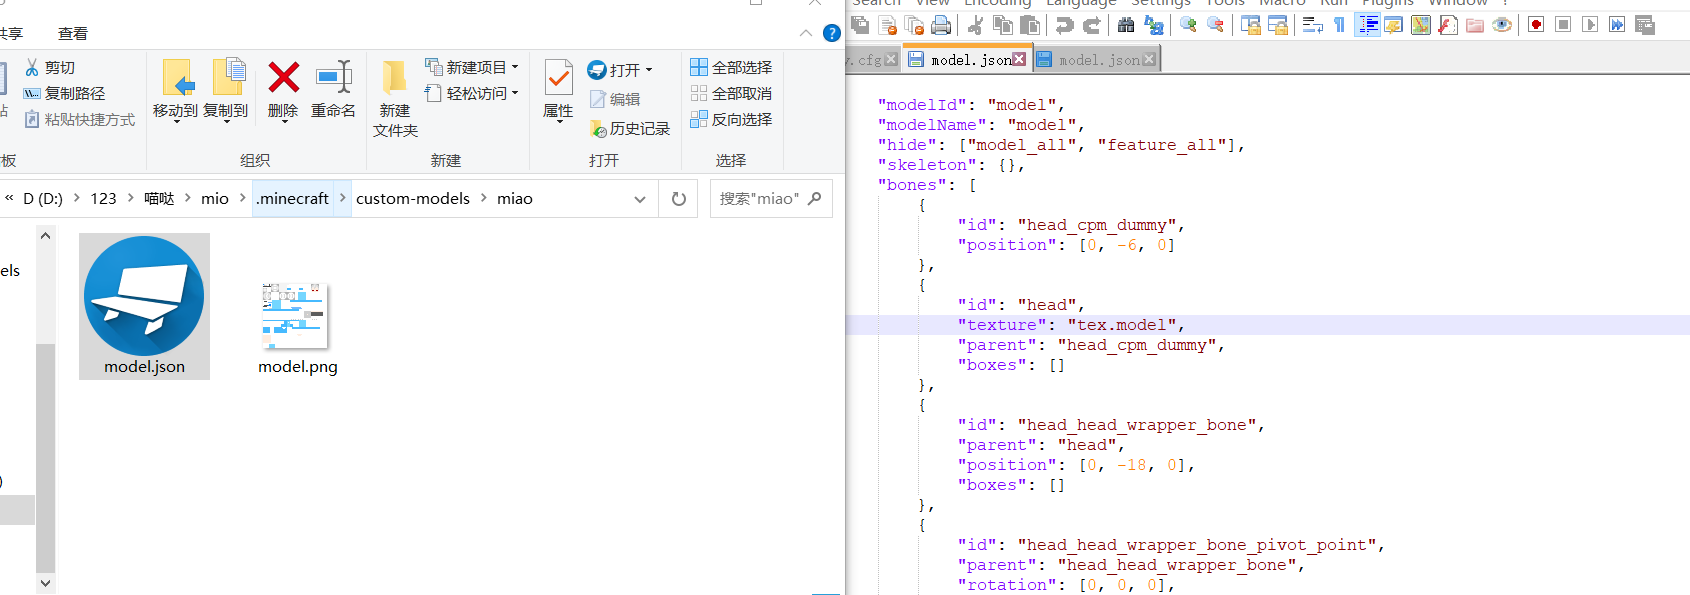 共享
查看
剪切
复制路径
粘贴快捷方式
移动到
复制到
删除
重命名
组织
新建
文件夹
新建项目
轻松访问
新建
属性
打开
编辑
历史记录
打开
全部选择
全部取消
反向选择
选择
« D (D:) > 123 > 喵哒 > mio > .minecraft > custom-models > miao
搜索"miao"
els
model.json
model.png
Search View Encoding Language Settings Tools Macro Run Plugins Window ?
v.cfg model.json model.json
"modelId": "model",
"modelName": "model",
"hide": ["model_all", "feature_all"],
"skeleton": {},
"bones": [
{
"id": "head_cpm_dummy",
"position": [0, -6, 0]
},
{
"id": "head",
"texture": "tex.model",
"parent": "head_cpm_dummy",
"boxes": []
},
{
"id": "head_head_wrapper_bone",
"parent": "head",
"position": [0, -18, 0],
"boxes": []
},
{
"id": "head_head_wrapper_bone_pivot_point",
"parent": "head_head_wrapper_bone",
"rotation": [0, 0, 0],